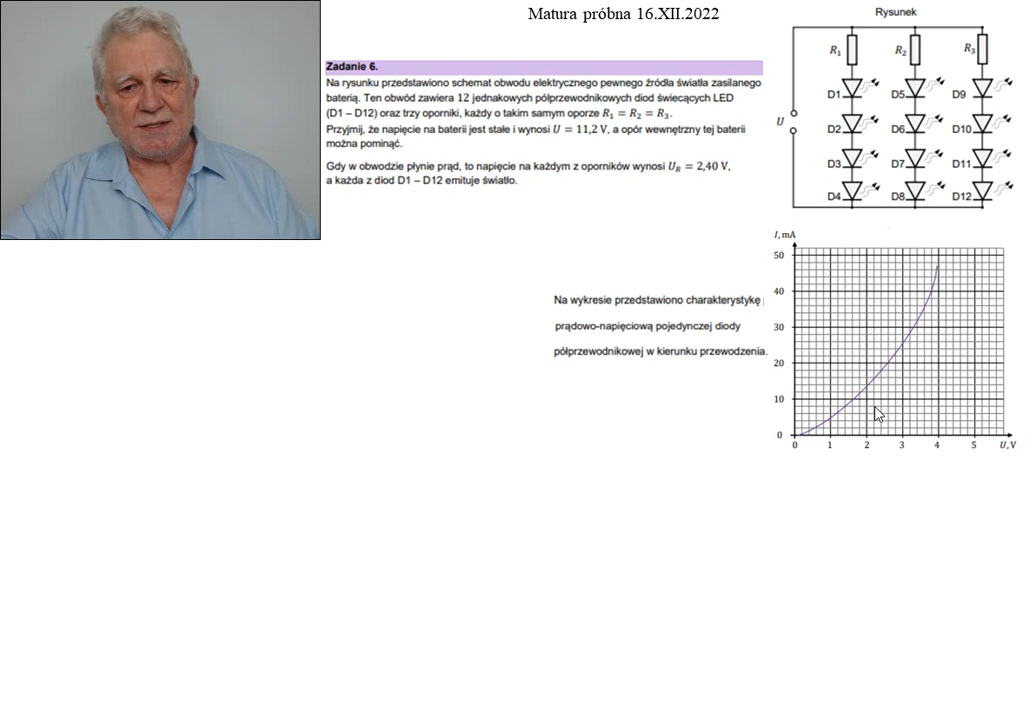 Matura próbna 16.XII.2022
Zadanie 6.
Na rysunku przedstawiono schemat obwodu elektrycznego pewnego źródła światła zasilanego
baterią. Ten obwód zawiera 12 jednakowych półprzewodnikowych diod świecących LED
(D1 – D12) oraz trzy oporniki, każdy o takim samym oporze R₁ = R₂ = R₃.
Przyjmij, że napięcie na baterii jest stałe i wynosi U = 11,2 V, a opór wewnętrzny tej baterii
można pominąć.
Gdy w obwodzie płynie prąd, to napięcie na każdym z oporników wynosi U_R = 2,40 V,
a każda z diod D1 – D12 emituje światło.
Rysunek
R₁ R₂ R₃
D1 D5 D9
U
D2 D6 D10
D3 D7 D11
D4 D8 D12
Na wykresie przedstawiono charakterystykę
prądowo-napięciową pojedynczej diody
półprzewodnikowej w kierunku przewodzenia.
I, mA
50
40
30
20
10
0
0 1 2 3 4 5 U, V